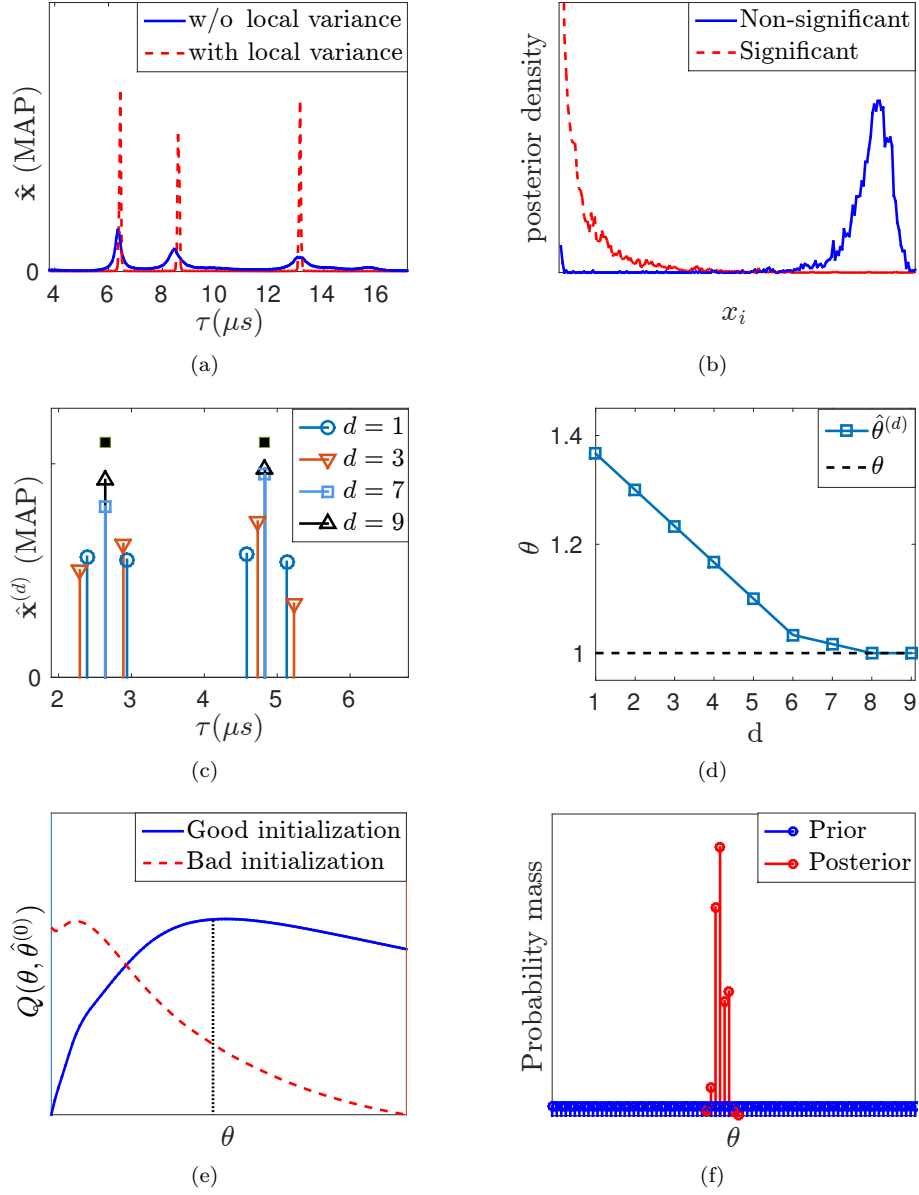 w/o local variance
with local variance
x̂ (MAP)
0
4 6 8 10 12 14 16
τ(μs)
(a)
Non-significant
Significant
posterior density
x_i
(b)
d = 1
d = 3
d = 7
d = 9
x̂^(d) (MAP)
0
2 3 4 5 6
τ(μs)
(c)
θ̂^(d)
θ
1.4
1.2
1
θ
1 2 3 4 5 6 7 8 9
d
(d)
Good initialization
Bad initialization
Q(θ, θ̂^(0))
θ
(e)
Prior
Posterior
Probability mass
θ
(f)